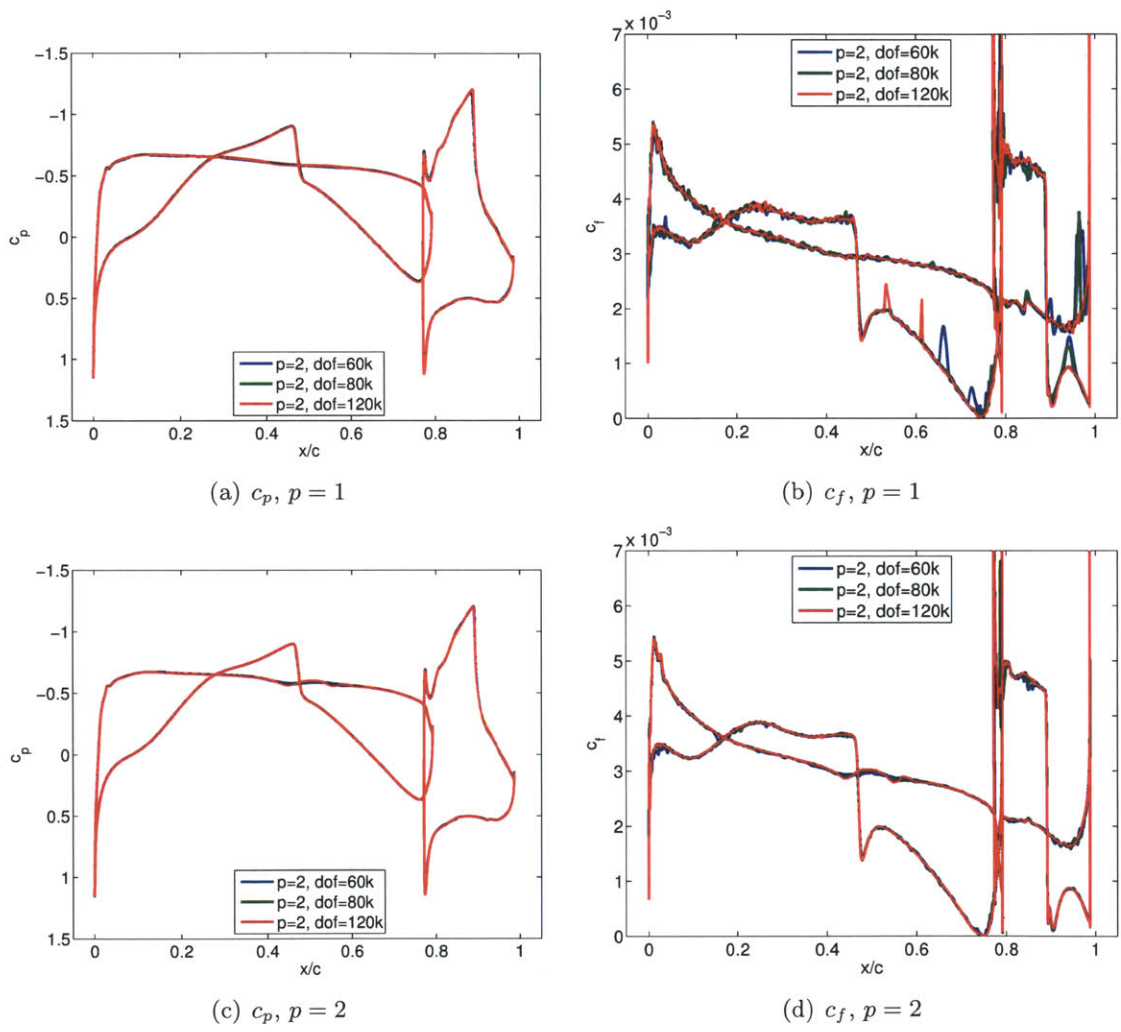 -1.5
-1
-0.5
0
0.5
1
1.5
c_p
p=2, dof=60k
p=2, dof=80k
p=2, dof=120k
0 0.2 0.4 0.6 0.8 1
x/c
(a) c_p, p = 1
7 x 10^-3
6
5
4
3
2
1
0
c_f
p=2, dof=60k
p=2, dof=80k
p=2, dof=120k
0 0.2 0.4 0.6 0.8 1
x/c
(b) c_f, p = 1
-1.5
-1
-0.5
0
0.5
1
1.5
c_p
p=2, dof=60k
p=2, dof=80k
p=2, dof=120k
0 0.2 0.4 0.6 0.8 1
x/c
(c) c_p, p = 2
7 x 10^-3
6
5
4
3
2
1
0
c_f
p=2, dof=60k
p=2, dof=80k
p=2, dof=120k
0 0.2 0.4 0.6 0.8 1
x/c
(d) c_f, p = 2